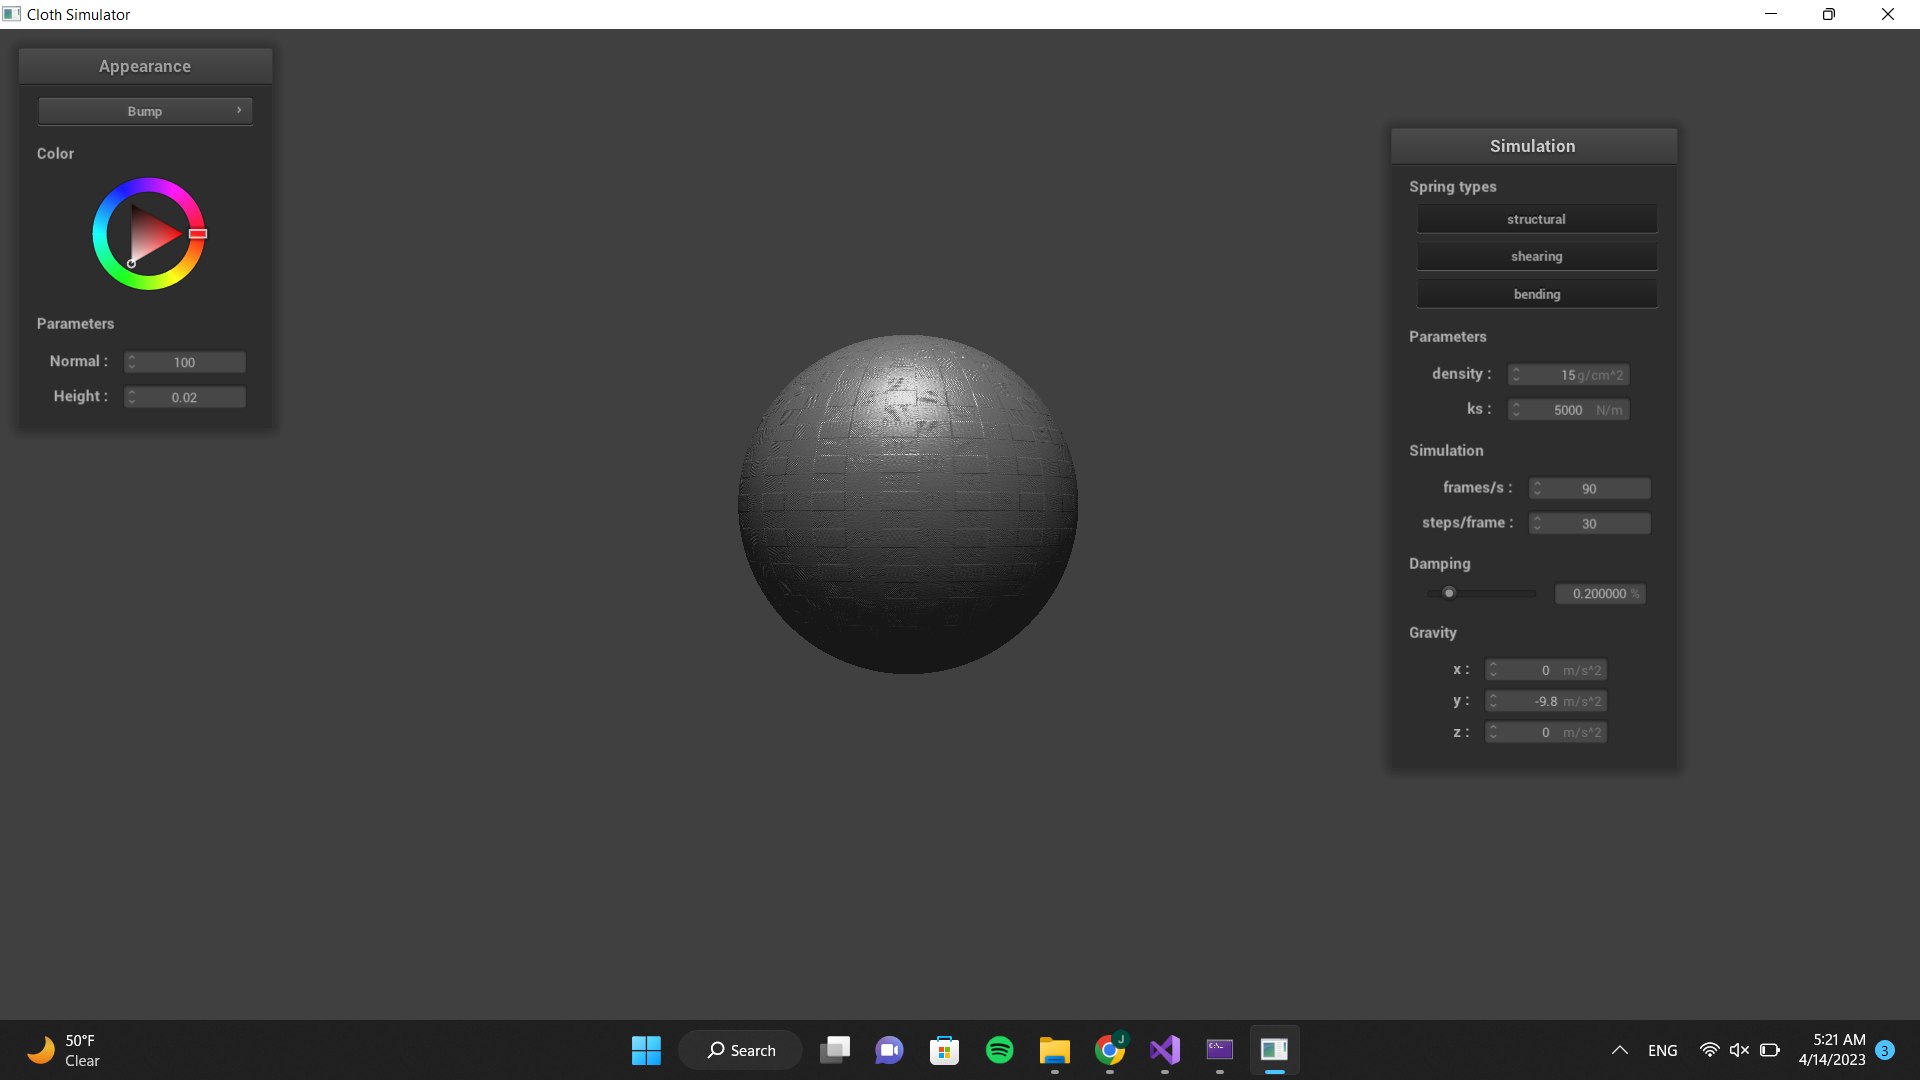 Cloth Simulator
Appearance
Bump
Color
Parameters
Normal : 100
Height : 0.02
Simulation
Spring types
structural
shearing
bending
Parameters
density : 15 g/cm^2
ks : 5000 N/m
Simulation
frames/s : 90
steps/frame : 30
Damping
0.200000 %
Gravity
x : 0 m/s^2
y : -9.8 m/s^2
z : 0 m/s^2
50°F
Clear
Search
J
C:\_
ENG
5:21 AM
4/14/2023
3